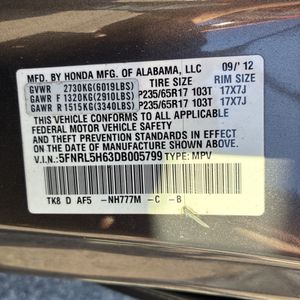 MFD. BY HONDA MFG. OF ALABAMA, LLC 09/'12
TIRE SIZE RIM SIZE
GVWR 2730KG(6019LBS)
GAWR F 1320KG(2910LBS) P235/65R17 103T 17X7J
GAWR R 1515KG(3340LBS) P235/65R17 103T 17X7J
THIS VEHICLE CONFORMS TO ALL APPLICABLE
FEDERAL MOTOR VEHICLE SAFETY
AND THEFT PREVENTION STANDARDS IN
EFFECT ON THE DATE OF MANUFACTURE
SHOWN ABOVE.
V.I.N.:5FNRL5H63DB005799 TYPE: MPV
TK8 D AF5 -NH777M -C -B